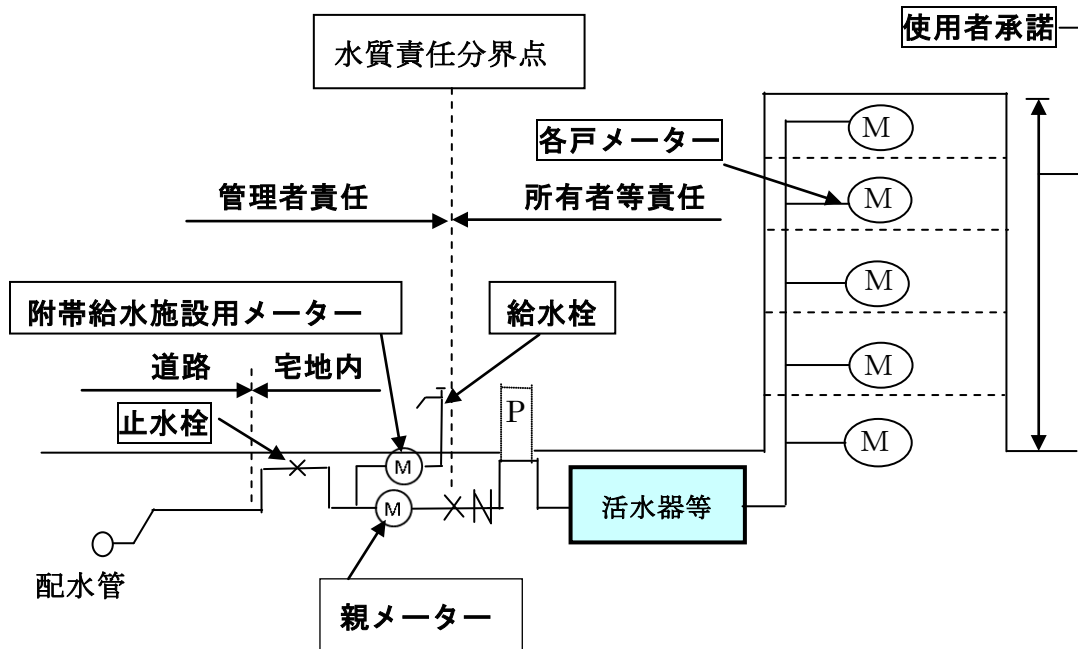 使用者承諾
水質責任分界点
各戸メーター
管理者責任
所有者等責任
附帯給水施設用メーター
給水栓
道路
宅地内
止水栓
P
M
M
M
M
M
M
M
活水器等
配水管
親メーター